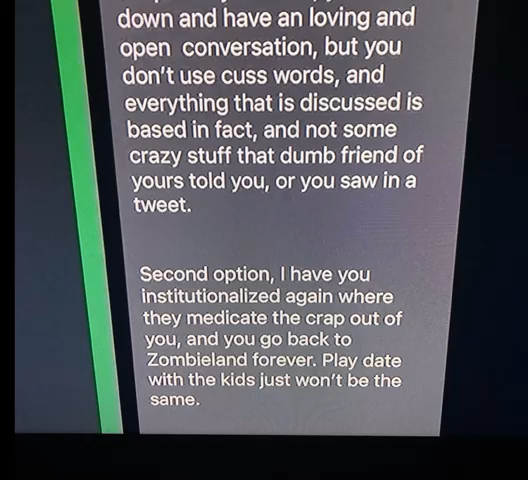 down and have an loving and
open conversation, but you
don't use cuss words, and
everything that is discussed is
based in fact, and not some
crazy stuff that dumb friend of
yours told you, or you saw in a
tweet.
Second option, I have you
institutionalized again where
they medicate the crap out of
you, and you go back to
Zombieland forever. Play date
with the kids just won't be the
same.